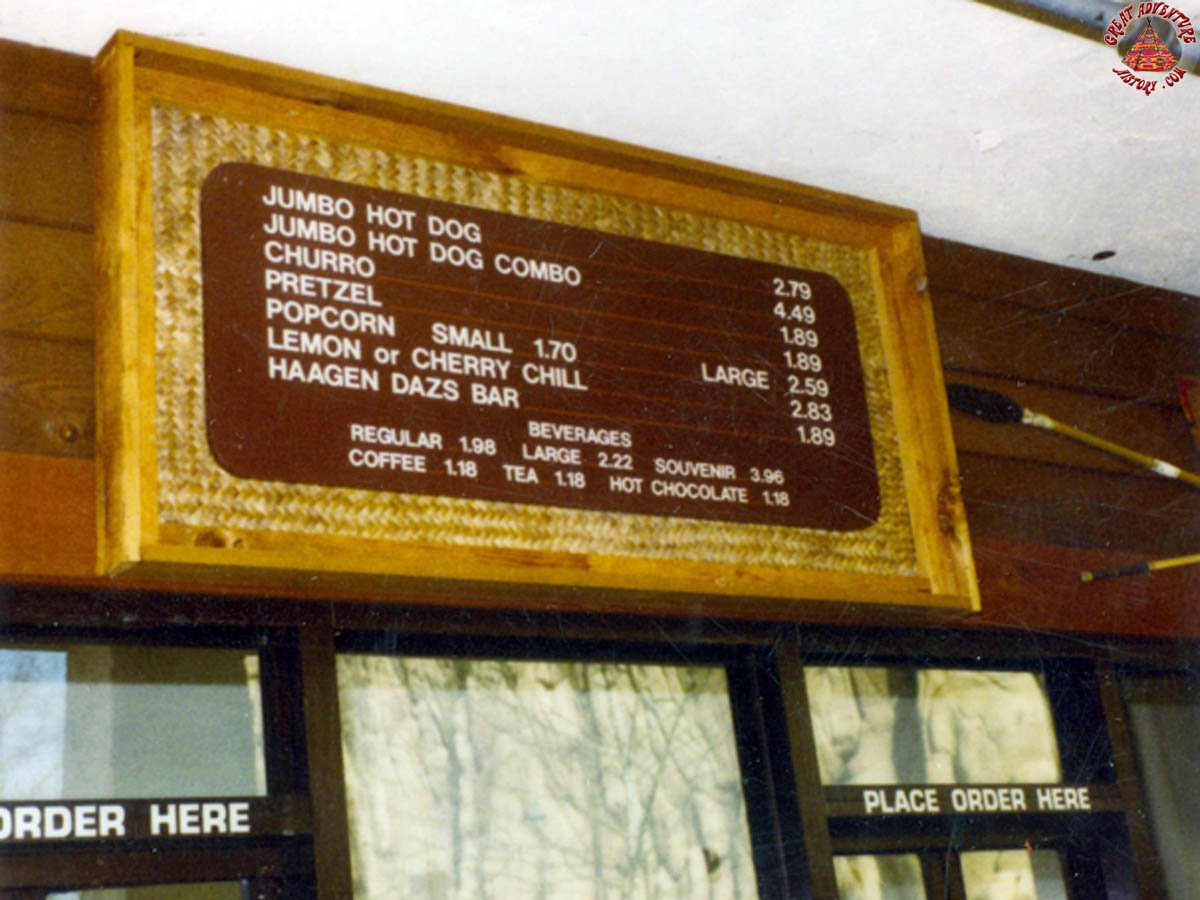 GREAT ADVENTURE
HISTORY.COM
JUMBO HOT DOG 2.79
JUMBO HOT DOG COMBO 4.49
CHURRO 1.89
PRETZEL 1.89
POPCORN SMALL 1.70 LARGE 2.59
LEMON or CHERRY CHILL 2.83
HAAGEN DAZS BAR 1.89
BEVERAGES
REGULAR 1.98 LARGE 2.22 SOUVENIR 3.96
COFFEE 1.18 TEA 1.18 HOT CHOCOLATE 1.18
ORDER HERE
PLACE ORDER HERE